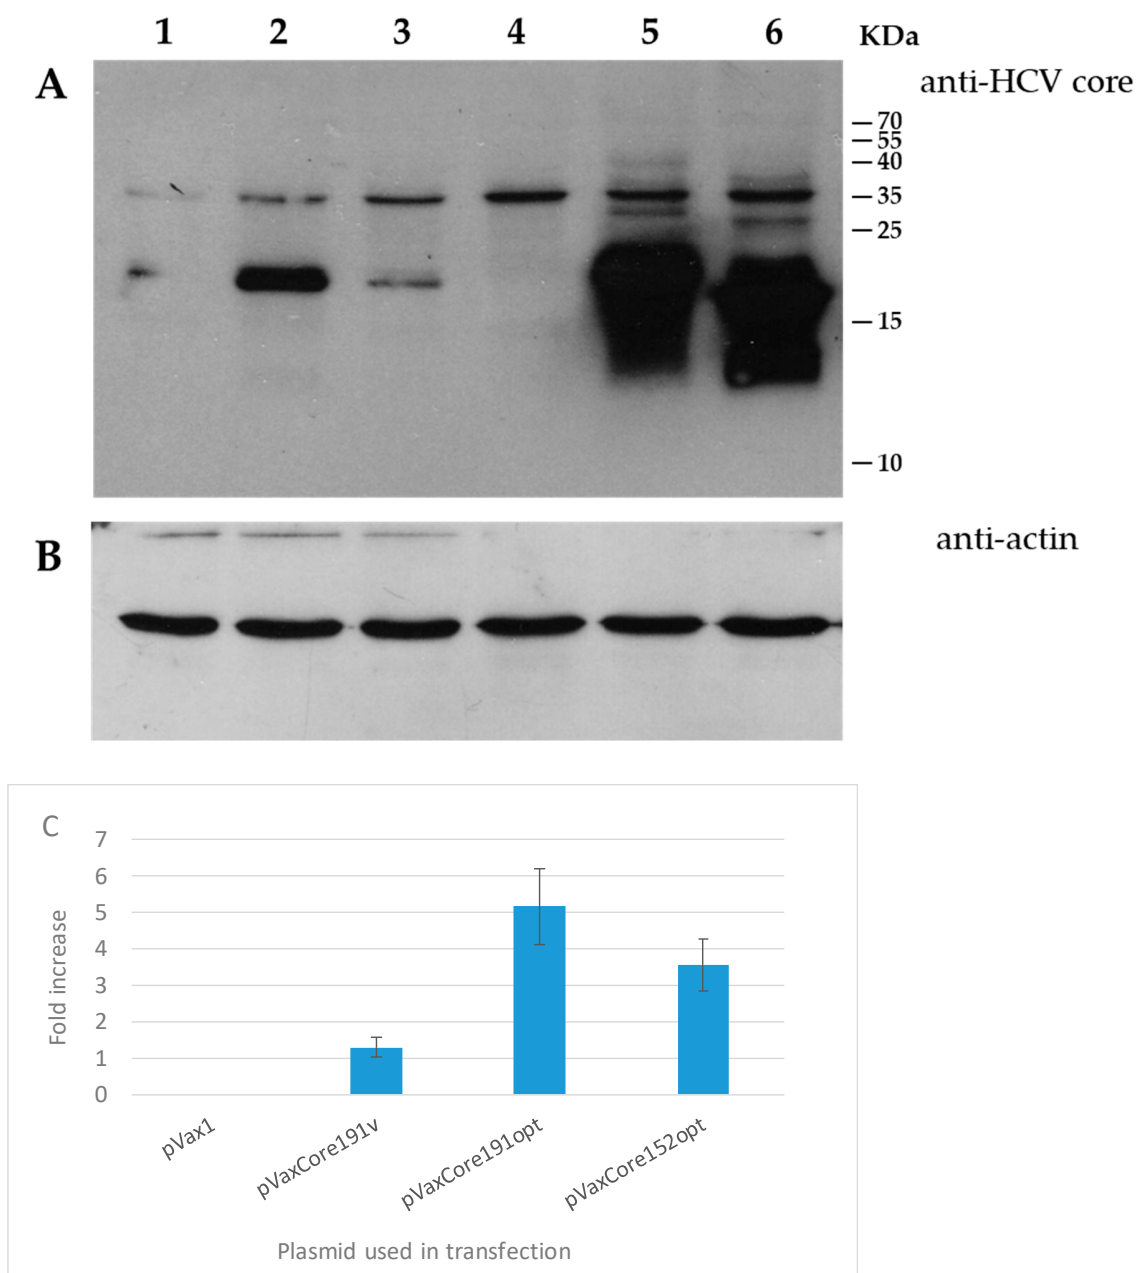 1 2 3 4 5 6 KDa
A anti-HCV core
70
55
40
35
25
15
10
B anti-actin
C
7
6
5
4
3
2
1
0
Fold increase
pVax1 pVaxCore191v pVaxCore191opt pVaxCore152opt
Plasmid used in transfection